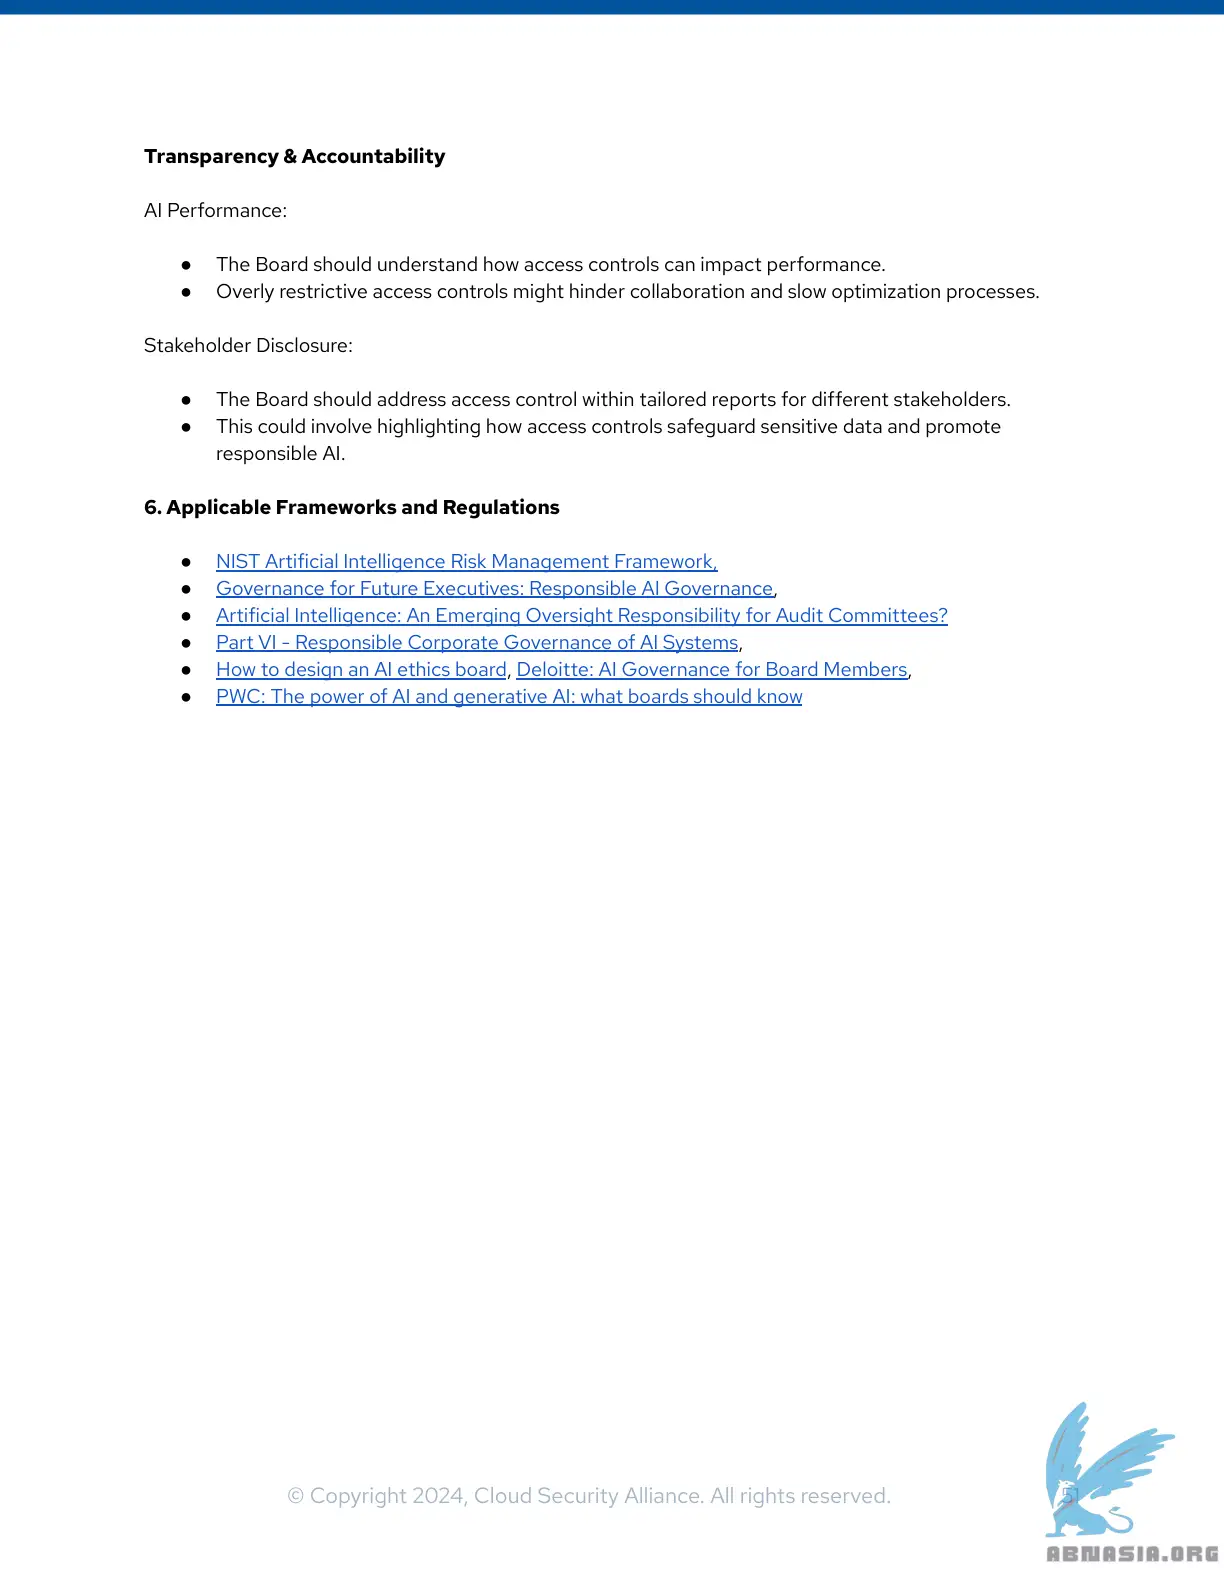 Transparency & Accountability
AI Performance:
● The Board should understand how access controls can impact performance.
● Overly restrictive access controls might hinder collaboration and slow optimization processes.
Stakeholder Disclosure:
● The Board should address access control within tailored reports for different stakeholders.
● This could involve highlighting how access controls safeguard sensitive data and promote
responsible AI.
6. Applicable Frameworks and Regulations
● NIST Artificial Intelligence Risk Management Framework,
● Governance for Future Executives: Responsible AI Governance,
● Artificial Intelligence: An Emerging Oversight Responsibility for Audit Committees?
● Part VI - Responsible Corporate Governance of AI Systems,
● How to design an AI ethics board, Deloitte: AI Governance for Board Members,
● PWC: The power of AI and generative AI: what boards should know
© Copyright 2024, Cloud Security Alliance. All rights reserved.
51
ABNASIA.ORG